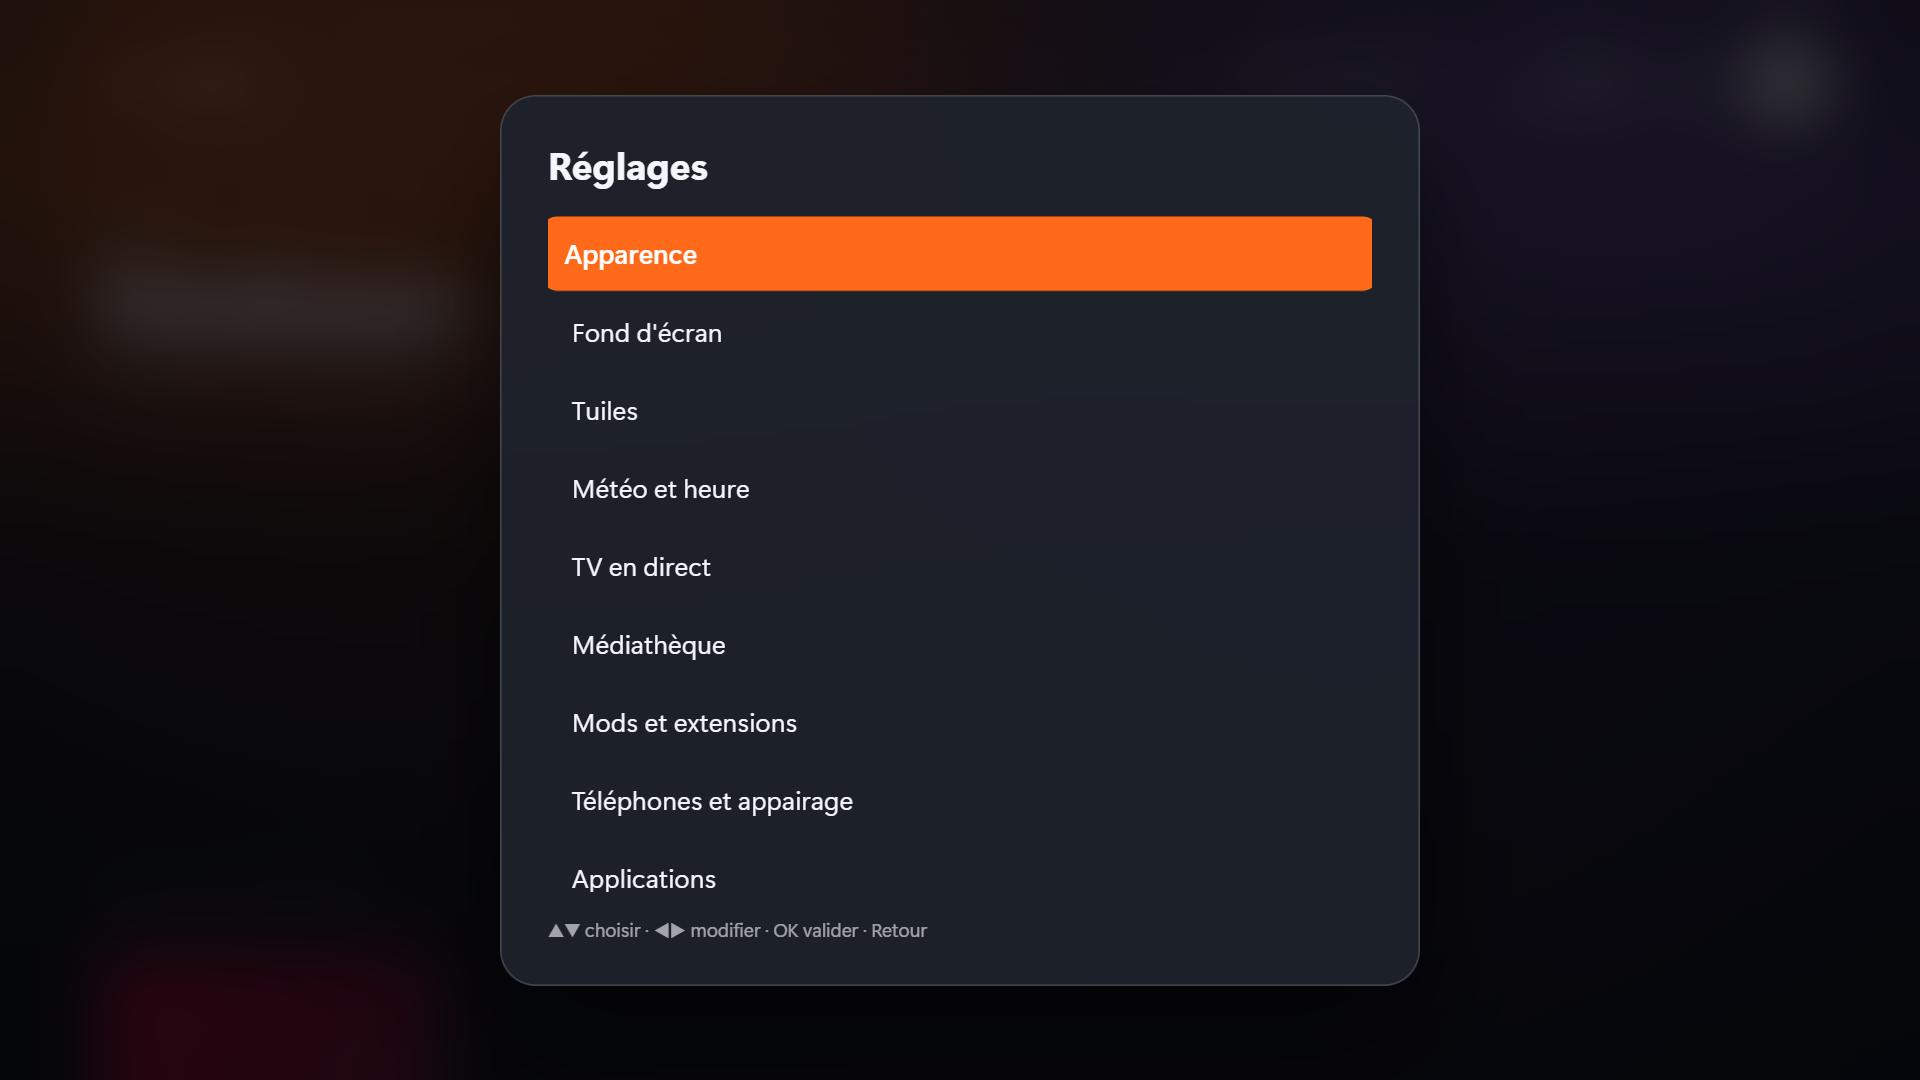 Réglages
Apparence
Fond d'écran
Tuiles
Météo et heure
TV en direct
Médiathèque
Mods et extensions
Téléphones et appairage
Applications
▲▼ choisir · ◀▶ modifier · OK valider · Retour